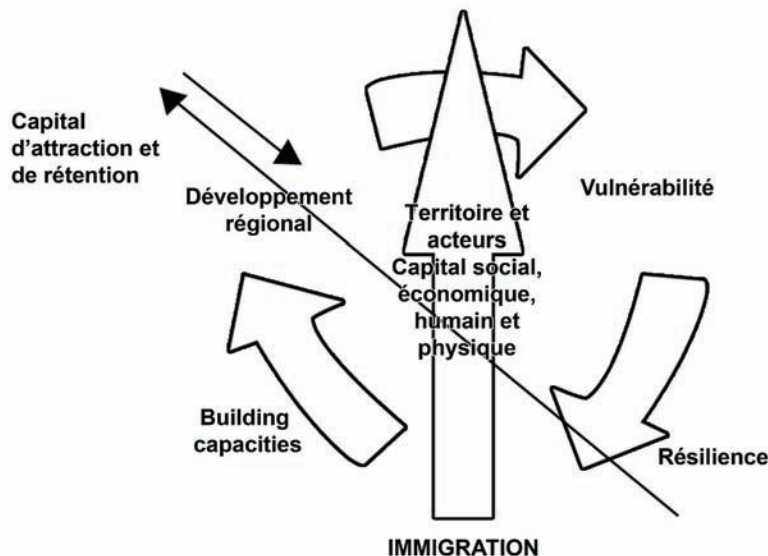 Capital
d'attraction et
de rétention
Développement
régional
Vulnérabilité
Territoire et
acteurs
Capital social,
économique,
humain et
physique
Building
capacities
Résilience
IMMIGRATION